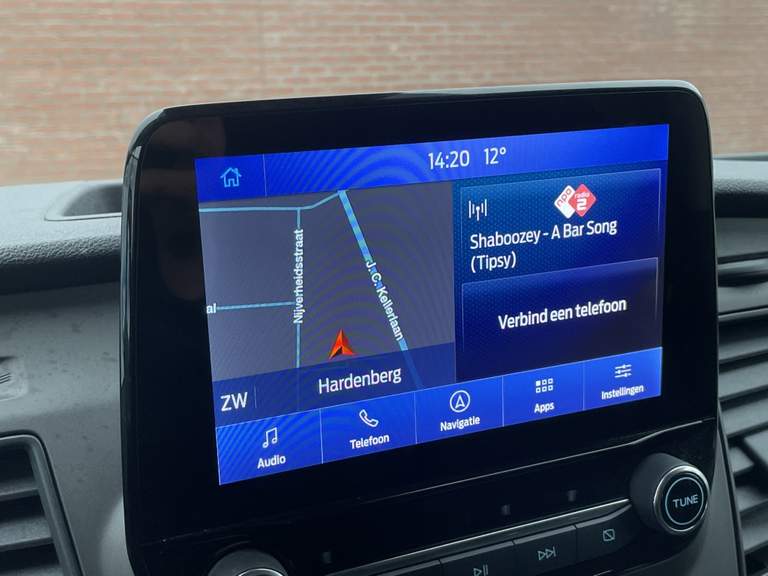 14:20 12°
npo radio 2
Shaboozey - A Bar Song
(Tipsy)
Verbind een telefoon
Nijverheidsstraat
J.C. Kellerlaan
al
ZW
Hardenberg
Audio
Telefoon
Navigatie
Apps
Instellingen
TUNE